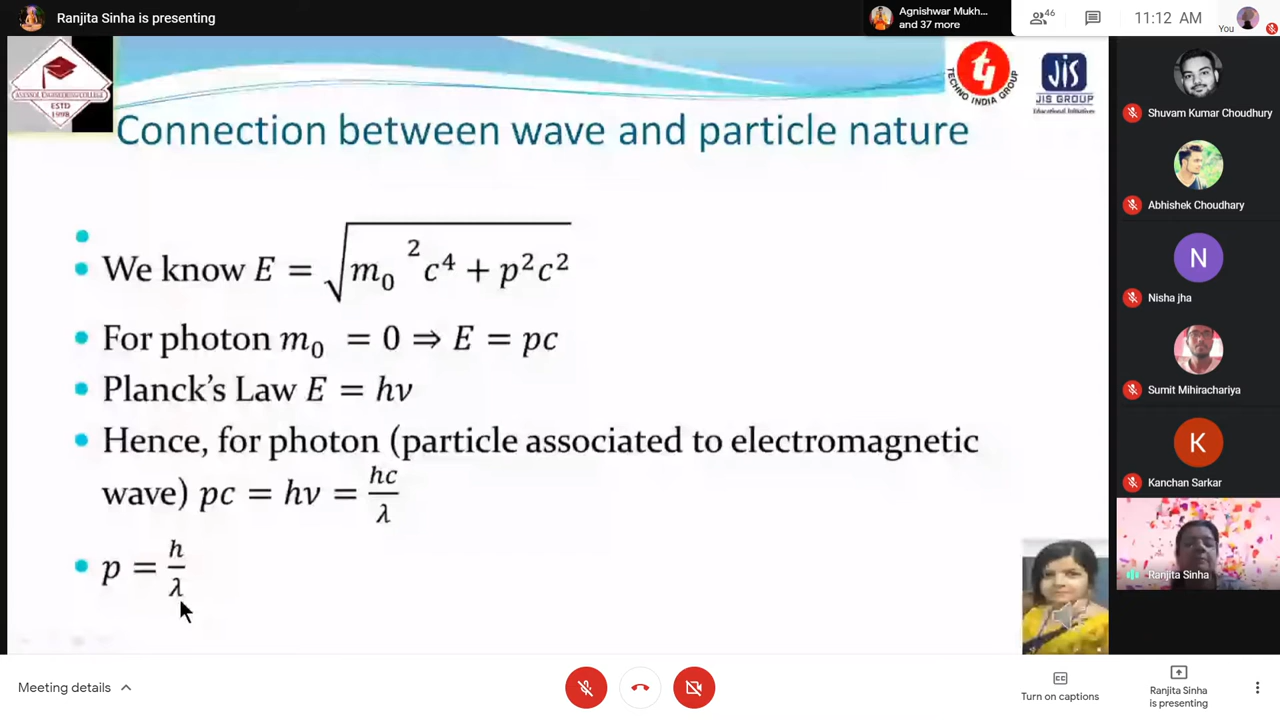 Ranjita Sinha is presenting
Agnishwar Mukh...
and 37 more
46
11:12 AM
You
ENGINEERING COLLEGE
ESTD
1998
TECHNO INDIA GROUP
JIS
JIS GROUP
Educational Initiatives
Connection between wave and particle nature
We know E = √(m₀²c⁴ + p²c²)
For photon m₀ = 0 ⇒ E = pc
Planck's Law E = hν
Hence, for photon (particle associated to electromagnetic
wave) pc = hν = hc/λ
p = h/λ
Shuvam Kumar Choudhury
Abhishek Choudhary
N
Nisha jha
Sumit Mihirachariya
K
Kanchan Sarkar
Ranjita Sinha
Meeting details
Turn on captions
Ranjita Sinha
is presenting